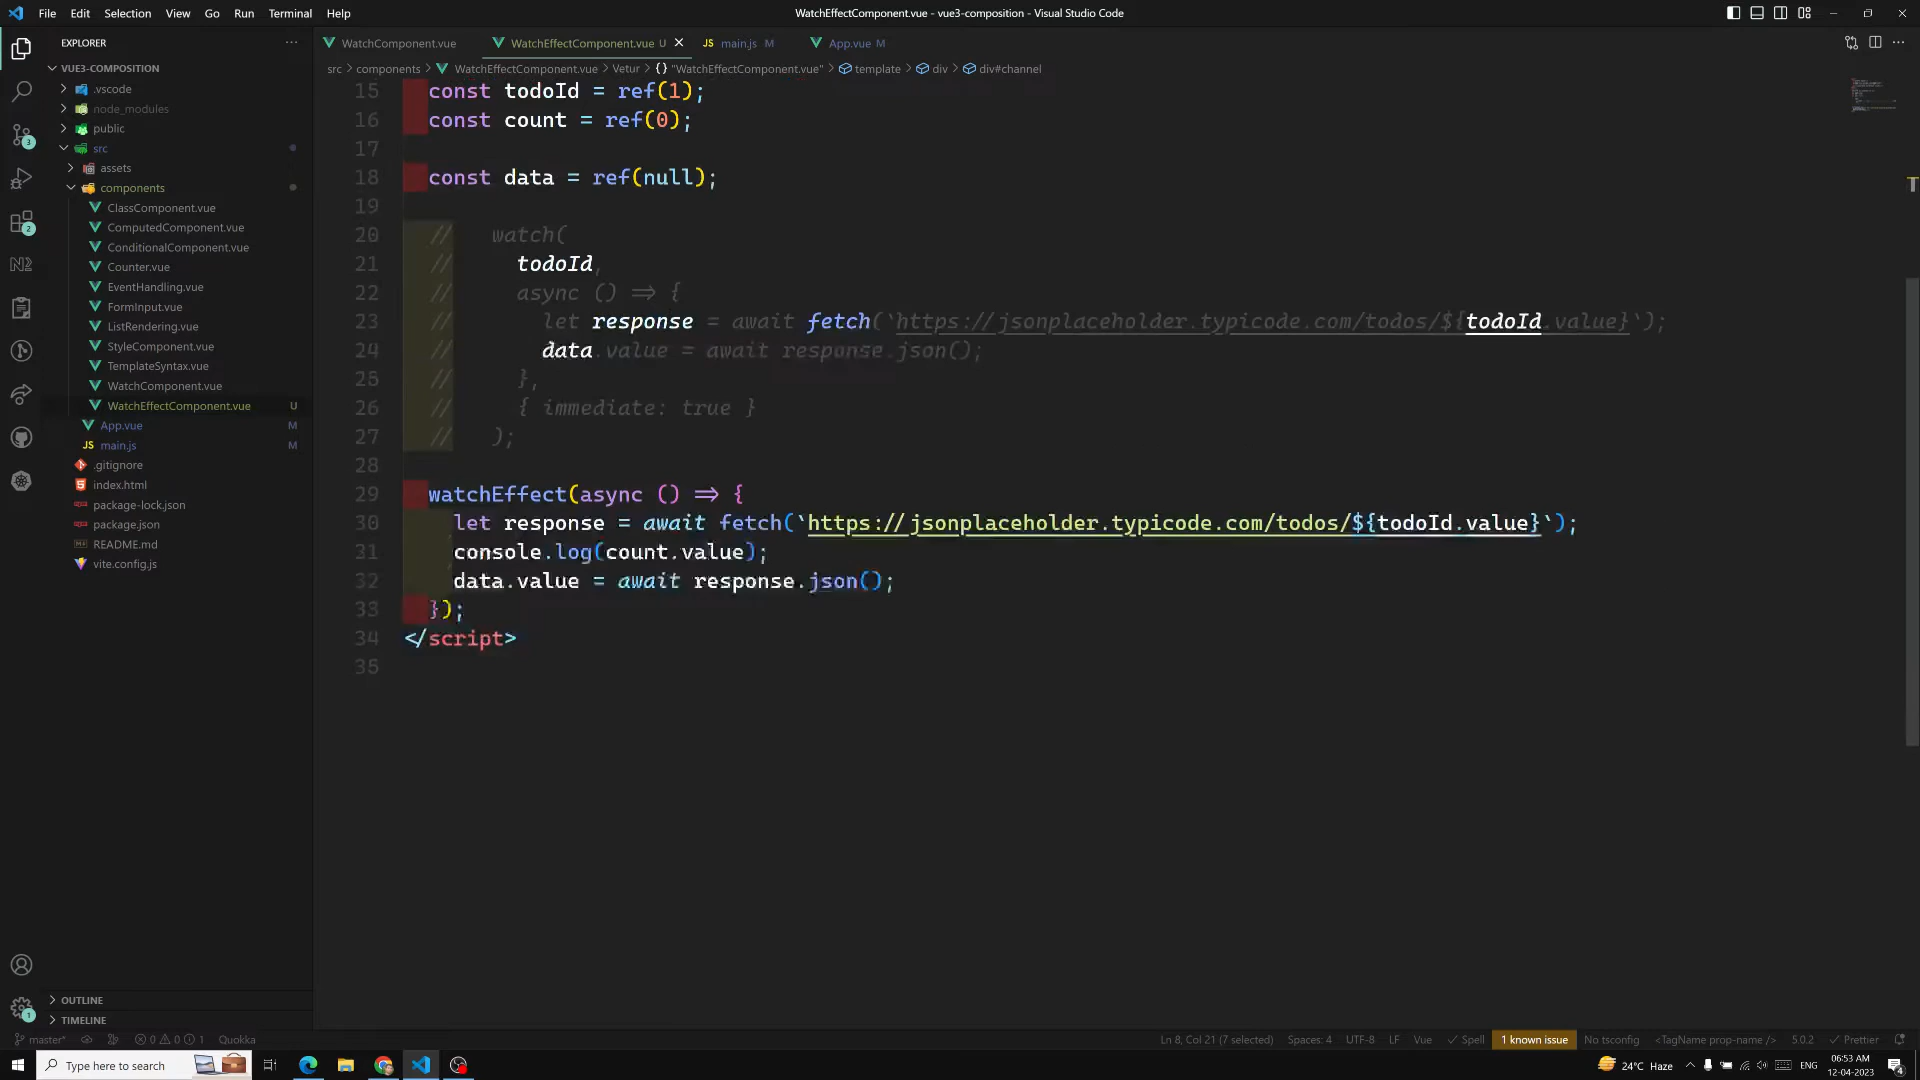 File Edit Selection View Go Run Terminal Help
WatchEffectComponent.vue - vue3-composition - Visual Studio Code
EXPLORER
WatchComponent.vue
WatchEffectComponent.vue U
JS main.js M
App.vue M
src > components > WatchEffectComponent.vue > Vetur > {} "WatchEffectComponent.vue" > template > div > div#channel
VUE3-COMPOSITION
.vscode
node_modules
public
src
assets
components
ClassComponent.vue
ComputedComponent.vue
ConditionalComponent.vue
Counter.vue
EventHandling.vue
FormInput.vue
ListRendering.vue
StyleComponent.vue
TemplateSyntax.vue
WatchComponent.vue
WatchEffectComponent.vue U
App.vue M
JS main.js M
.gitignore
index.html
package-lock.json
package.json
README.md
vite.config.js
OUTLINE
TIMELINE
15 const todoId = ref(1);
16 const count = ref(0);
17
18 const data = ref(null);
19
20 // watch(
21 // todoId,
22 // async () => {
23 // let response = await fetch(`https://jsonplaceholder.typicode.com/todos/${todoId.value}`);
24 // data.value = await response.json();
25 // },
26 // { immediate: true }
27 // );
28
29 watchEffect(async () => {
30 let response = await fetch(`https://jsonplaceholder.typicode.com/todos/${todoId.value}`);
31 console.log(count.value);
32 data.value = await response.json();
33 });
34 </script>
35
master* 0 0 1 Quokka
Ln 8, Col 21 (7 selected) Spaces: 4 UTF-8 LF Vue Spell 1 known issue No tsconfig <TagName prop-name /> 5.0.2 Prettier
Type here to search
24°C Haze
ENG
06:53 AM
12-04-2023